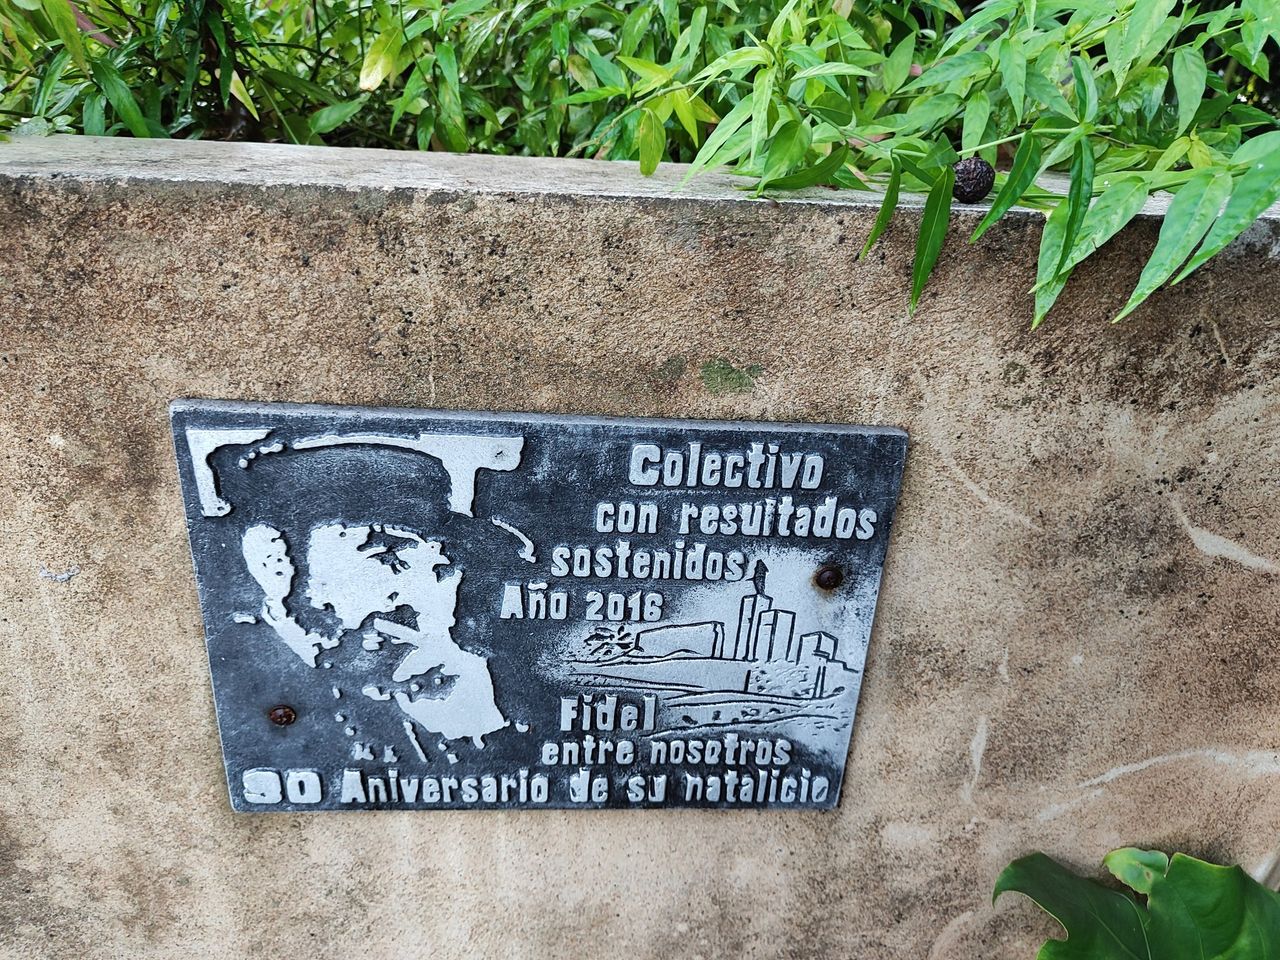 Colectivo
con resultados
sostenidos
Año 2016
Fidel
entre nosotros
90 Aniversario de su natalicio